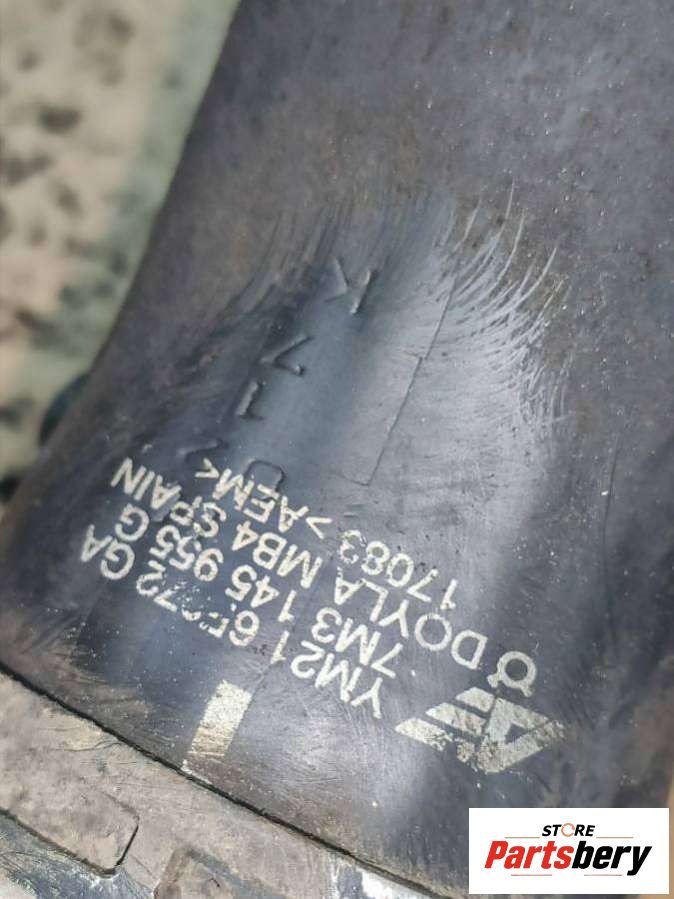 YM21 GA
7M3 145 955 G
DOYLA MB4 SPAIN
17083 >AEM<
STORE
Partsbery